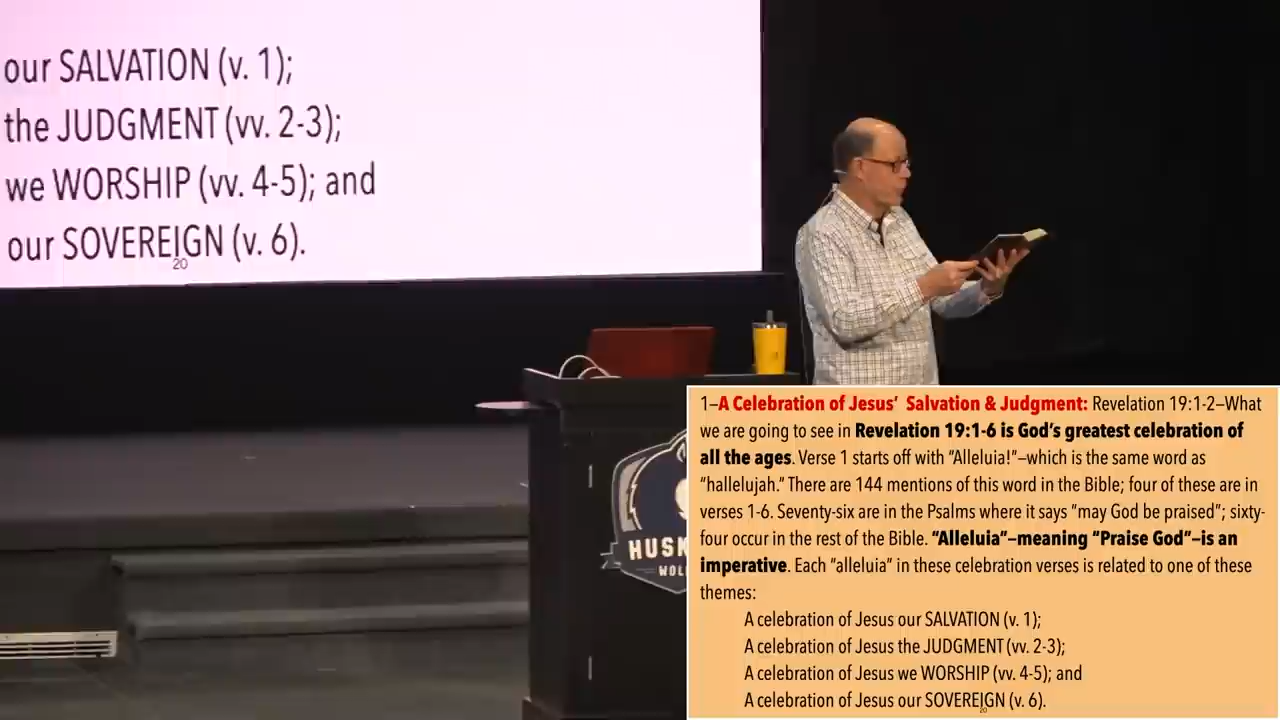 our SALVATION (v. 1);
the JUDGMENT (vv. 2-3);
we WORSHIP (vv. 4-5); and
our SOVEREIGN (v. 6).
20
HUSK
WOL
1–A Celebration of Jesus’ Salvation & Judgment: Revelation 19:1-2–What
we are going to see in Revelation 19:1-6 is God’s greatest celebration of
all the ages. Verse 1 starts off with “Alleluia!”–which is the same word as
“hallelujah.” There are 144 mentions of this word in the Bible; four of these are in
verses 1-6. Seventy-six are in the Psalms where it says “may God be praised”; sixty-
four occur in the rest of the Bible. “Alleluia”–meaning “Praise God”–is an
imperative. Each “alleluia” in these celebration verses is related to one of these
themes:
A celebration of Jesus our SALVATION (v. 1);
A celebration of Jesus the JUDGMENT (vv. 2-3);
A celebration of Jesus we WORSHIP (vv. 4-5); and
A celebration of Jesus our SOVEREIGN (v. 6).
20